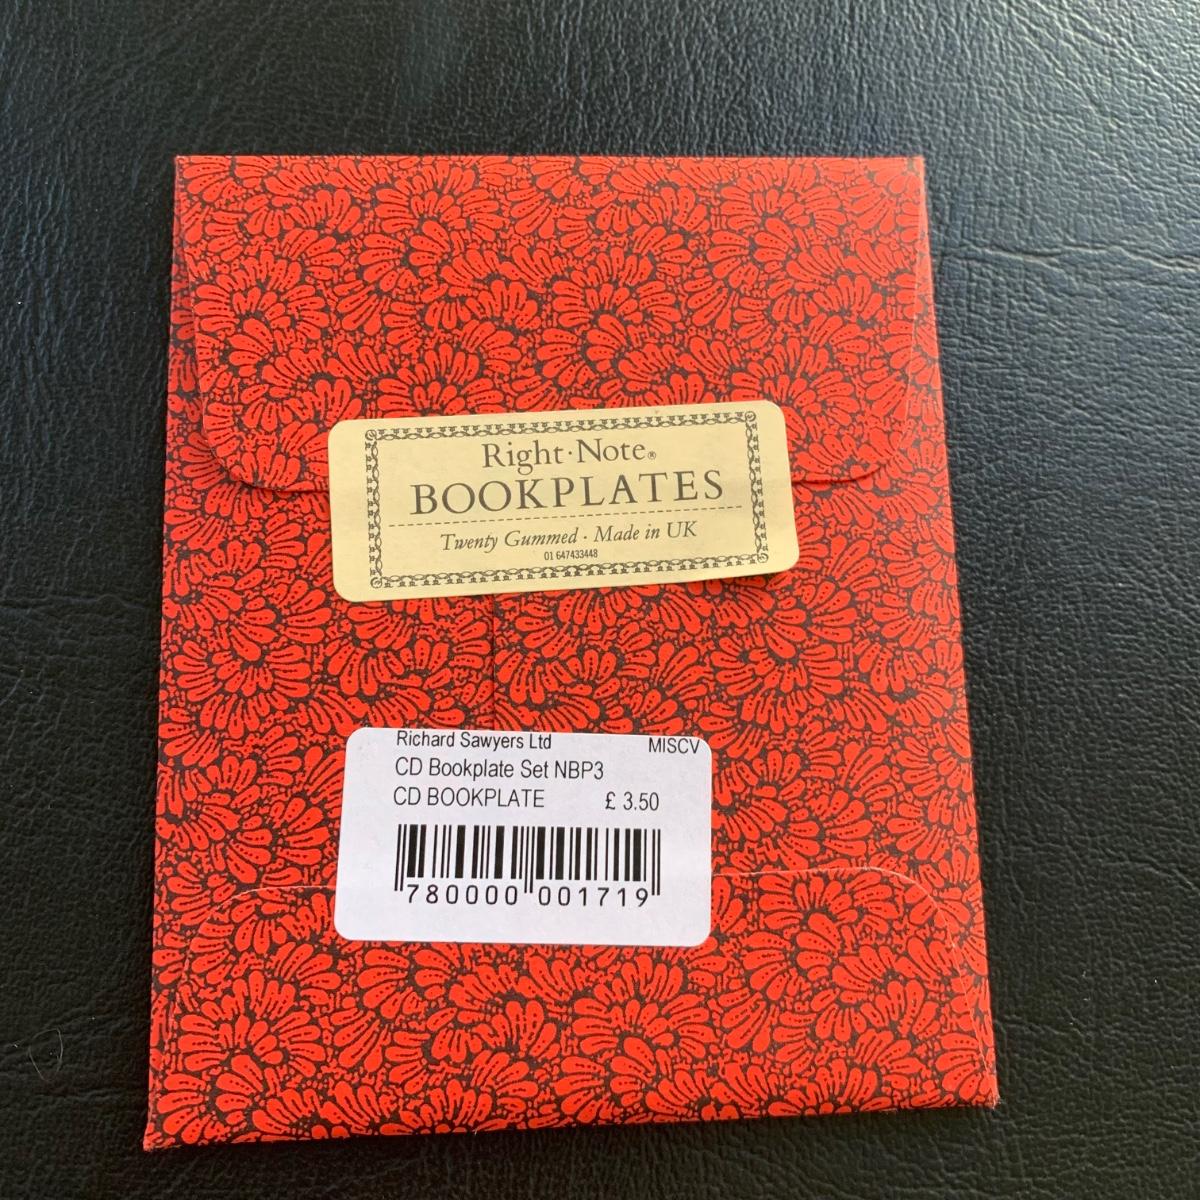 Right·Note®
BOOKPLATES
Twenty Gummed · Made in UK
01 647433448
Richard Sawyers Ltd MISCV
CD Bookplate Set NBP3
CD BOOKPLATE £ 3.50
780000 001719